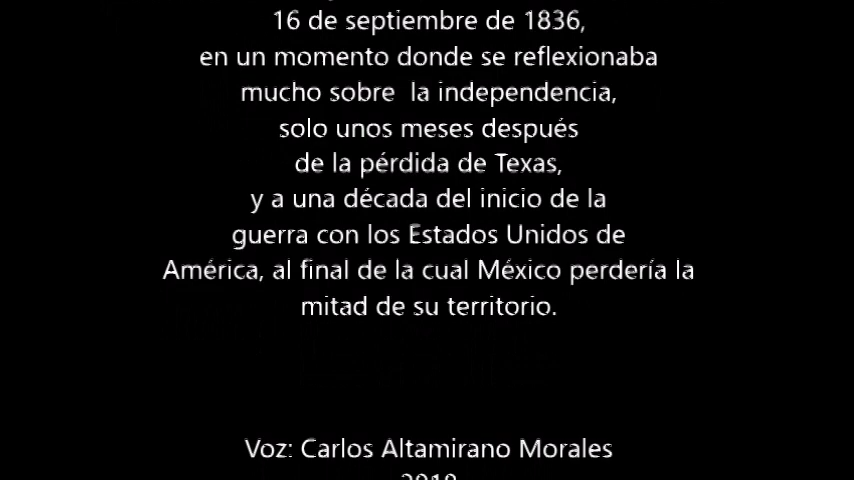 16 de septiembre de 1836,
en un momento donde se reflexionaba
mucho sobre  la independencia,
solo unos meses después
de la pérdida de Texas,
y a una década del inicio de la
guerra con los Estados Unidos de
América, al final de la cual México perdería la
mitad de su territorio.
Voz: Carlos Altamirano Morales